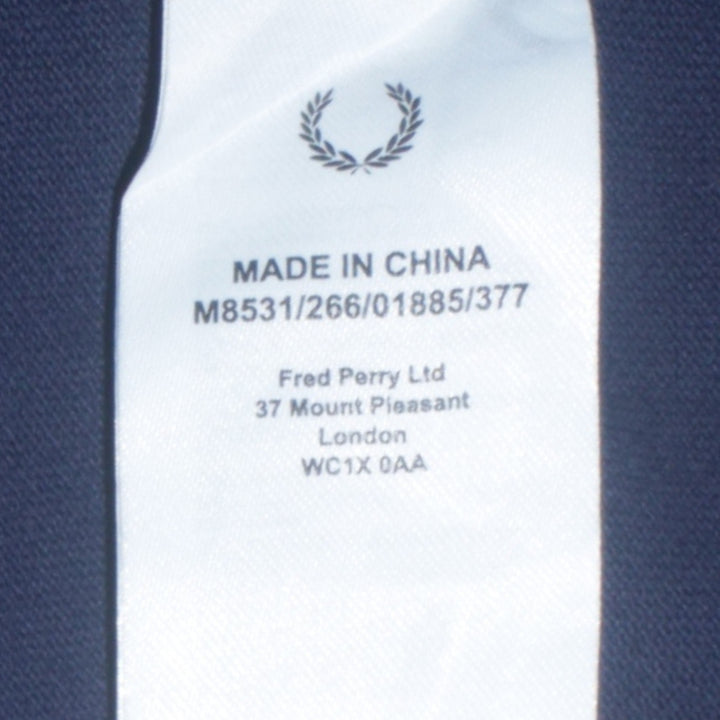 MADE IN CHINA
M8531/266/01885/377
Fred Perry Ltd
37 Mount Pleasant
London
WC1X 0AA